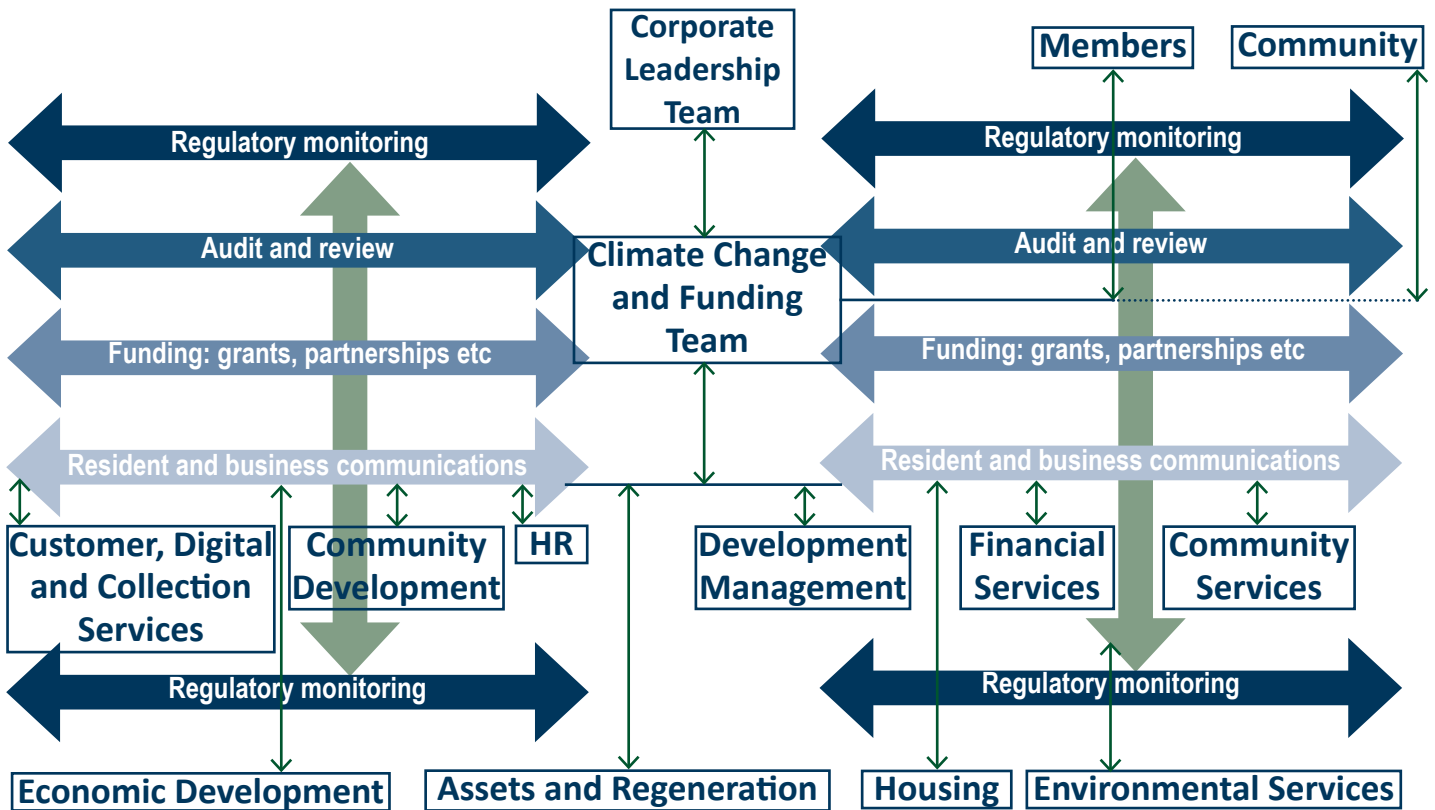 Corporate
Leadership
Team
Members
Community
Regulatory monitoring
Regulatory monitoring
Audit and review
Audit and review
Climate Change
and Funding
Team
Funding: grants, partnerships etc
Funding: grants, partnerships etc
Resident and business communications
Resident and business communications
Customer, Digital
and Collection
Services
Community
Development
HR
Development
Management
Financial
Services
Community
Services
Regulatory monitoring
Regulatory monitoring
Economic Development
Assets and Regeneration
Housing
Environmental Services